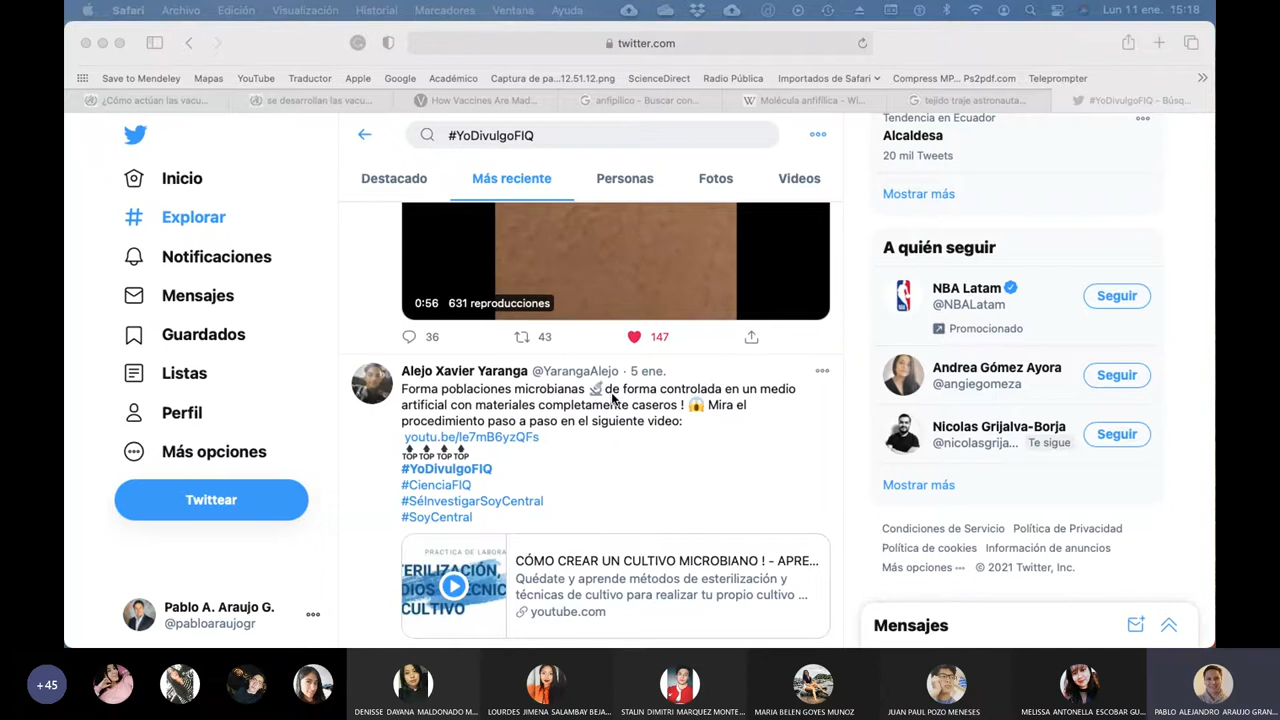 Safari Archivo Edición Visualización Historial Marcadores Ventana Ayuda Lun 11 ene. 15:18
twitter.com
Save to Mendeley Mapas YouTube Traductor Apple Google Académico Captura de pa...12.51.12.png ScienceDirect Radio Pública Importados de Safari Compress MP... Ps2pdf.com Teleprompter
¿Cómo actúan las vacu... se desarrollan las vacu... How Vaccines Are Mad... anfipilico - Buscar con... Molécula anfifílica - Wi... tejido traje astronauta... #YoDivulgoFIQ – Búsq...
#YoDivulgoFIQ
Destacado Más reciente Personas Fotos Videos
Inicio
Explorar
Notificaciones
Mensajes
Guardados
Listas
Perfil
Más opciones
Twittear
Pablo A. Araujo G.
@pabloaraujogr
0:56 631 reproducciones
36 43 147
Alejo Xavier Yaranga @YarangaAlejo · 5 ene.
Forma poblaciones microbianas 🔬de forma controlada en un medio
artificial con materiales completamente caseros ! 😱 Mira el
procedimiento paso a paso en el siguiente video:
youtu.be/le7mB6yzQFs
TOP TOP TOP TOP
#YoDivulgoFIQ
#CienciaFIQ
#SéInvestigarSoyCentral
#SoyCentral
PRÁCTICA DE LABORA
TERILIZACIÓN,
DIOS TÉCNIC
CULTIVO
CÓMO CREAR UN CULTIVO MICROBIANO ! - APRE...
Quédate y aprende métodos de esterilización y
técnicas de cultivo para realizar tu propio cultivo ...
youtube.com
Tendencia en Ecuador
Alcaldesa
20 mil Tweets
Mostrar más
A quién seguir
NBA Latam
@NBALatam
Seguir
Promocionado
Andrea Gómez Ayora
@angiegomeza
Seguir
Nicolas Grijalva-Borja
@nicolasgrija... Te sigue
Seguir
Mostrar más
Condiciones de Servicio Política de Privacidad
Política de cookies Información de anuncios
Más opciones ••• © 2021 Twitter, Inc.
Mensajes
+45
DENISSE DAYANA MALDONADO M...
LOURDES JIMENA SALAMBAY BEJA...
STALIN DIMITRI MARQUEZ MONTE...
MARIA BELEN GOYES MUNOZ
JUAN PAUL POZO MENESES
MELISSA ANTONELLA ESCOBAR GU...
PABLO ALEJANDRO ARAUJO GRAN...